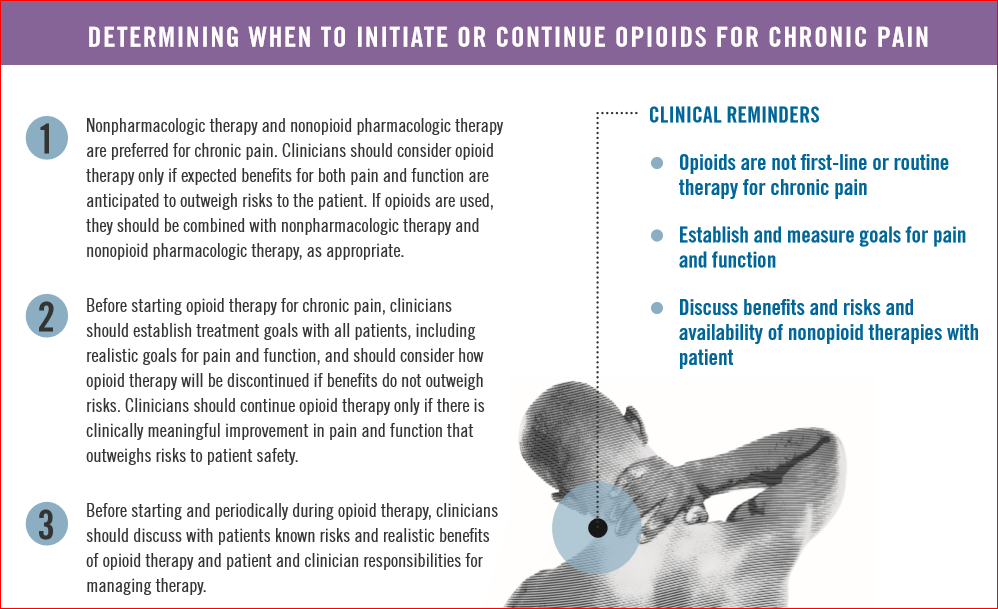 DETERMINING WHEN TO INITIATE OR CONTINUE OPIOIDS FOR CHRONIC PAIN
1
Nonpharmacologic therapy and nonopioid pharmacologic therapy
are preferred for chronic pain. Clinicians should consider opioid
therapy only if expected benefits for both pain and function are
anticipated to outweigh risks to the patient. If opioids are used,
they should be combined with nonpharmacologic therapy and
nonopioid pharmacologic therapy, as appropriate.
2
Before starting opioid therapy for chronic pain, clinicians
should establish treatment goals with all patients, including
realistic goals for pain and function, and should consider how
opioid therapy will be discontinued if benefits do not outweigh
risks. Clinicians should continue opioid therapy only if there is
clinically meaningful improvement in pain and function that
outweighs risks to patient safety.
3
Before starting and periodically during opioid therapy, clinicians
should discuss with patients known risks and realistic benefits
of opioid therapy and patient and clinician responsibilities for
managing therapy.
CLINICAL REMINDERS
Opioids are not first-line or routine
therapy for chronic pain
Establish and measure goals for pain
and function
Discuss benefits and risks and
availability of nonopioid therapies with
patient